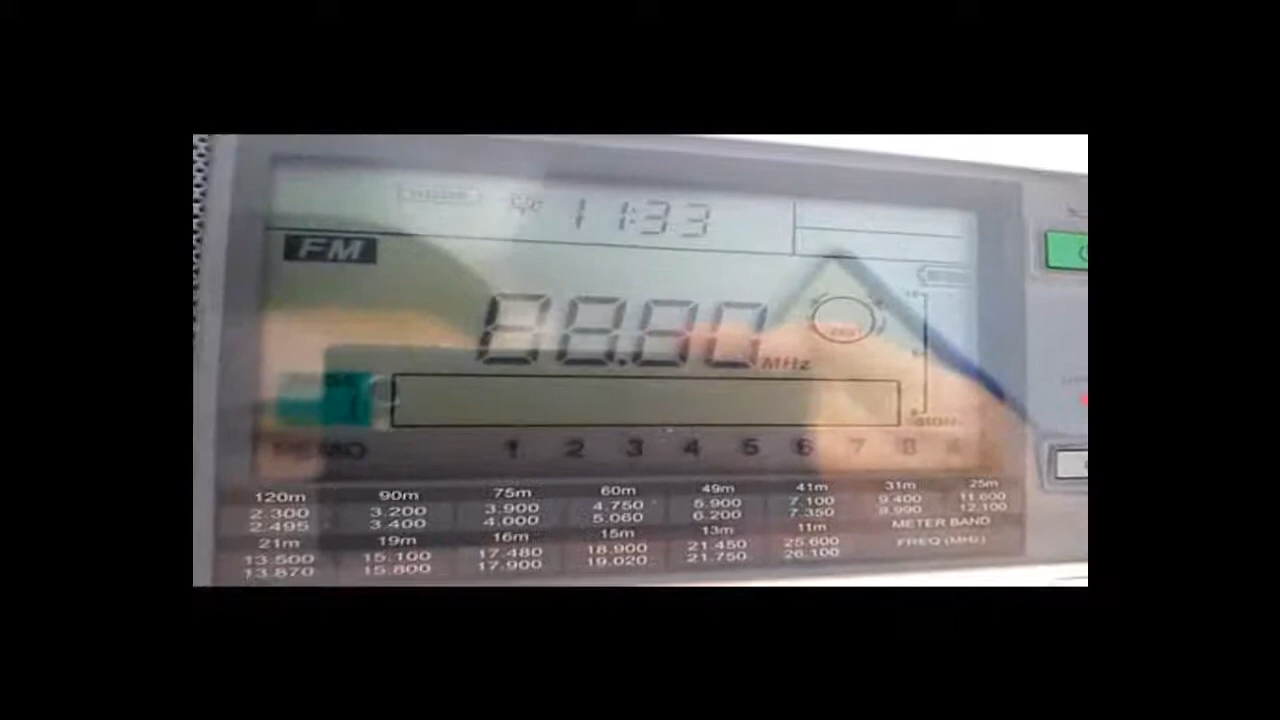 11:33
FM
88.80 MHz
MEMO 1 2 3 4 5 6 7 8
120m 90m 75m 60m 49m 41m 31m 25m
2.300 3.200 3.900 4.750 5.900 7.100 9.400 11.600
2.495 3.400 4.000 5.060 6.200 7.350 9.990 12.100
21m 19m 16m 15m 13m 11m METER BAND
13.500 15.100 17.480 18.900 21.450 25.600 FREQ (MHz)
13.870 15.800 17.900 19.020 21.750 26.100